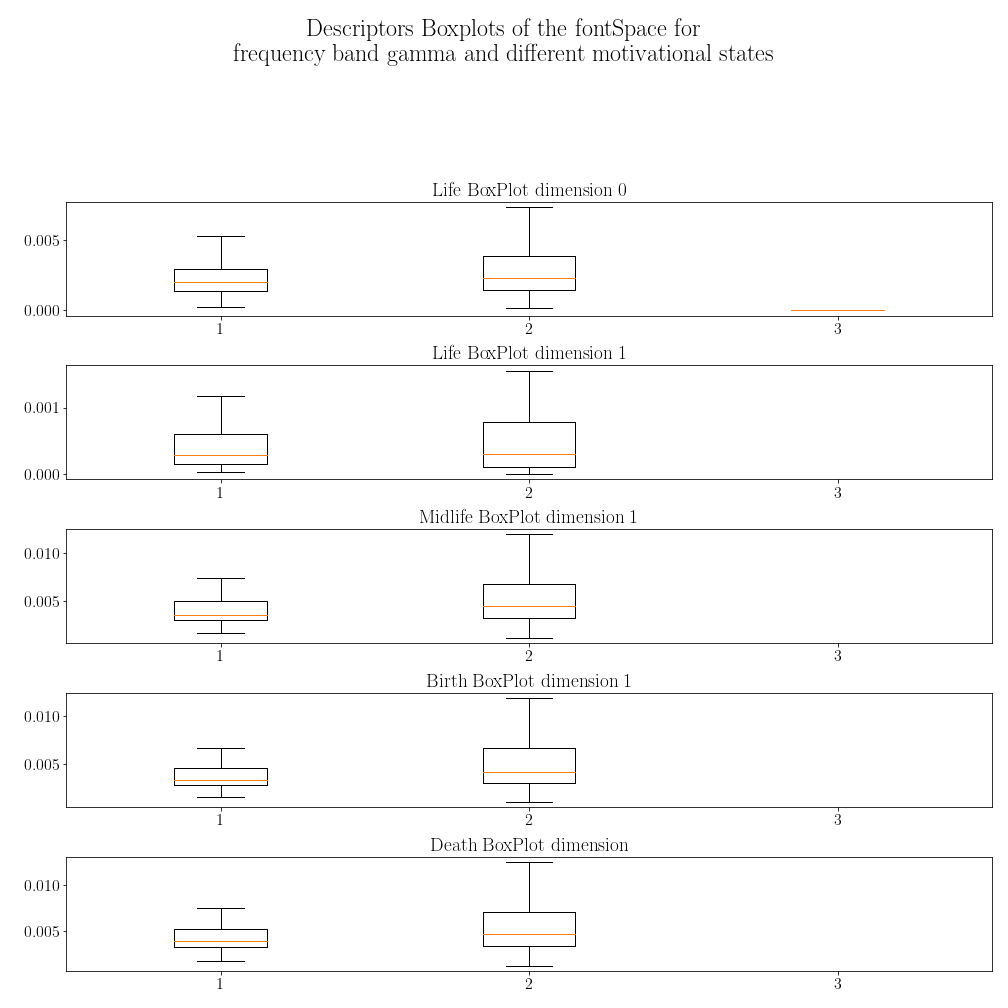 Descriptors Boxplots of the fontSpace for
frequency band gamma and different motivational states
Life BoxPlot dimension 0
0.005
0.000
1 2 3
Life BoxPlot dimension 1
0.001
0.000
1 2 3
Midlife BoxPlot dimension 1
0.010
0.005
1 2 3
Birth BoxPlot dimension 1
0.010
0.005
1 2 3
Death BoxPlot dimension
0.010
0.005
1 2 3